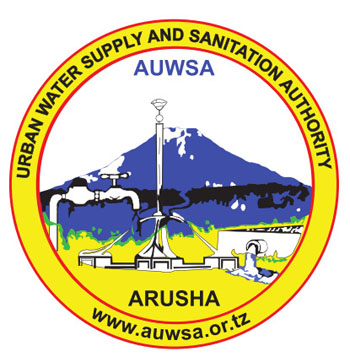 URBAN WATER SUPPLY AND SANITATION AUTHORITY
AUWSA
ARUSHA
www.auwsa.or.tz